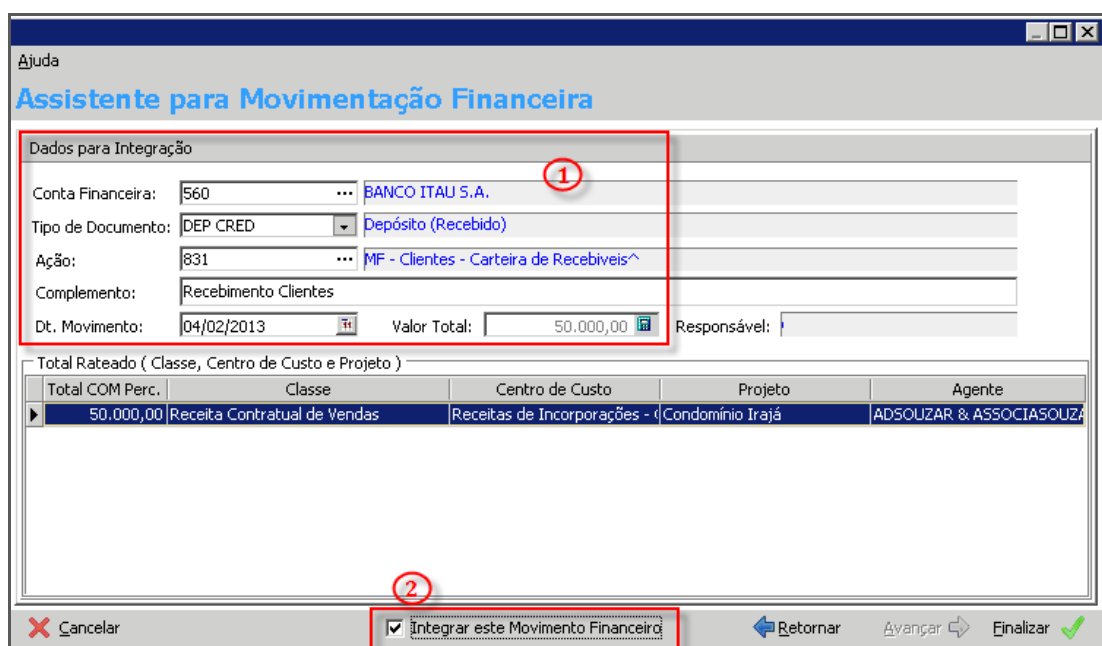 Ajuda
Assistente para Movimentação Financeira
Dados para Integração
1
Conta Financeira: 560 ... BANCO ITAU S.A.
Tipo de Documento: DEP CRED Depósito (Recebido)
Ação: 831 ... MF - Clientes - Carteira de Recebiveis^
Complemento: Recebimento Clientes
Dt. Movimento: 04/02/2013 Valor Total: 50.000,00 Responsável:
Total Rateado ( Classe, Centro de Custo e Projeto )
Total COM Perc. Classe Centro de Custo Projeto Agente
50.000,00 Receita Contratual de Vendas Receitas de Incorporações - Condomínio Irajá ADSOUZAR & ASSOCIASOUZA
2
Cancelar Integrar este Movimento Financeiro Retornar Avançar Finalizar